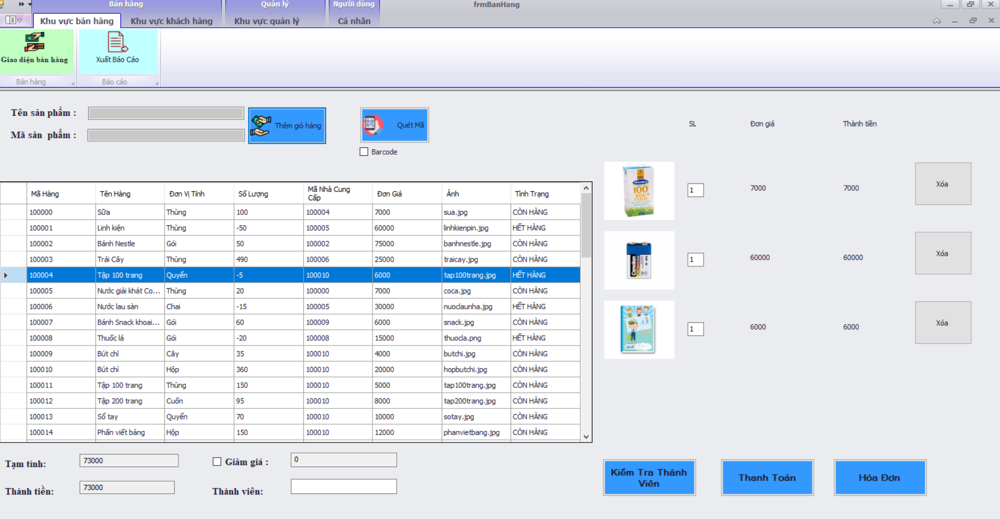 Bán hàng Quản lý Người dùng frmBanHang
Khu vực bán hàng Khu vực khách hàng Khu vực quản lý Cá nhân
Giao diện bán hàng Xuất Báo Cáo
Bán hàng Báo cáo
Tên sản phẩm :
Mã sản phẩm :
Thêm giỏ hàng
Quét Mã
Barcode
SL Đơn giá Thành tiền
Mã Hàng Tên Hàng Đơn Vị Tính Số Lượng Mã Nhà Cung Cấp Đơn Giá Ảnh Tình Trạng
100000 Sữa Thùng 100 100004 7000 sua.jpg CÒN HÀNG
100001 Linh kiện Thùng -50 100005 60000 linhkienpin.jpg HẾT HÀNG
100002 Bánh Nestle Gói 50 100002 75000 banhnestle.jpg CÒN HÀNG
100003 Trái Cây Thùng 490 100006 25000 traicay.jpg CÒN HÀNG
100004 Tập 100 trang Quyển -5 100010 6000 tap100trang.jpg HẾT HÀNG
100005 Nước giải khát Co... Thùng 20 100000 7000 coca.jpg CÒN HÀNG
100006 Nước lau sàn Chai -15 100005 30000 nuoclaunha.jpg HẾT HÀNG
100007 Bánh Snack khoai... Gói 60 100009 6000 snack.jpg CÒN HÀNG
100008 Thuốc lá Gói -20 100008 15000 thuocla.png HẾT HÀNG
100009 Bút chì Cây 35 100010 4000 butchi.jpg CÒN HÀNG
100010 Bút chì Hộp 360 100010 20000 hopbutchi.jpg CÒN HÀNG
100011 Tập 100 trang Thùng 150 100010 5000 tap100trang.jpg CÒN HÀNG
100012 Tập 200 trang Cuốn 95 100010 8000 tap200trang.jpg CÒN HÀNG
100013 Sổ tay Quyển 70 100010 10000 sotay.jpg CÒN HÀNG
100014 Phấn viết bảng Hộp 150 100010 12000 phanvietbang.jpg CÒN HÀNG
VINAMILK
100%
SỮA
TƯƠI
1 7000 7000 Xóa
Camelion
1 60000 60000 Xóa
1 6000 6000 Xóa
Tạm tính: 73000 Giảm giá : 0
Thành tiền: 73000 Thành viên:
Kiểm Tra Thành
Viên
Thanh Toán
Hóa Đơn